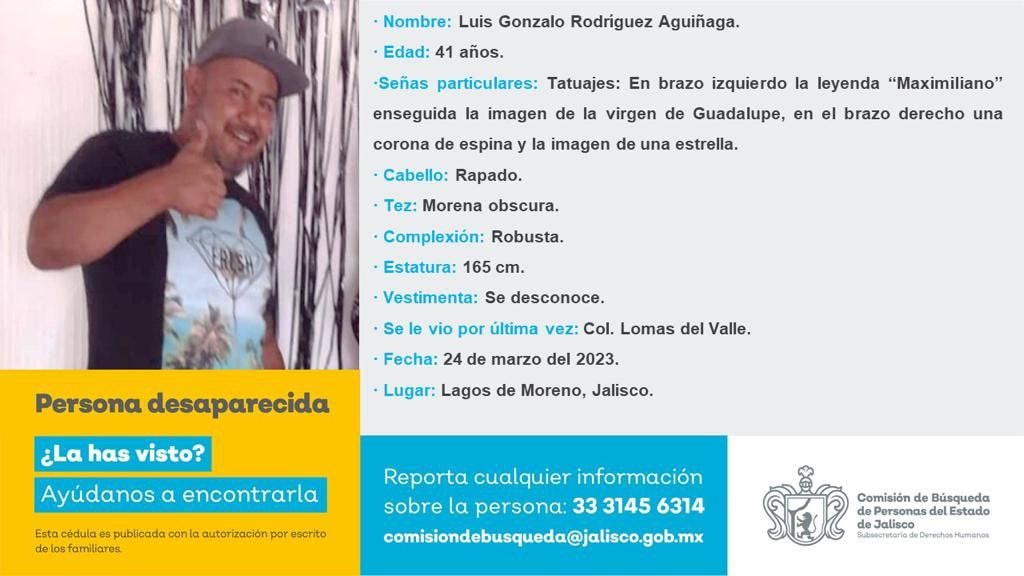 · Nombre: Luis Gonzalo Rodríguez Aguiñaga.
· Edad: 41 años.
·Señas particulares: Tatuajes: En brazo izquierdo la leyenda “Maximiliano”
enseguida la imagen de la virgen de Guadalupe, en el brazo derecho una
corona de espina y la imagen de una estrella.
· Cabello: Rapado.
· Tez: Morena obscura.
· Complexión: Robusta.
· Estatura: 165 cm.
· Vestimenta: Se desconoce.
· Se le vio por última vez: Col. Lomas del Valle.
· Fecha: 24 de marzo del 2023.
· Lugar: Lagos de Moreno, Jalisco.
FRESH
Persona desaparecida
¿La has visto?
Ayúdanos a encontrarla
Esta cédula es publicada con la autorización por escrito
de los familiares.
Reporta cualquier información
sobre la persona: 33 3145 6314
comisiondebusqueda@jalisco.gob.mx
Comisión de Búsqueda
de Personas del Estado
de Jalisco
Subsecretaría de Derechos Humanos